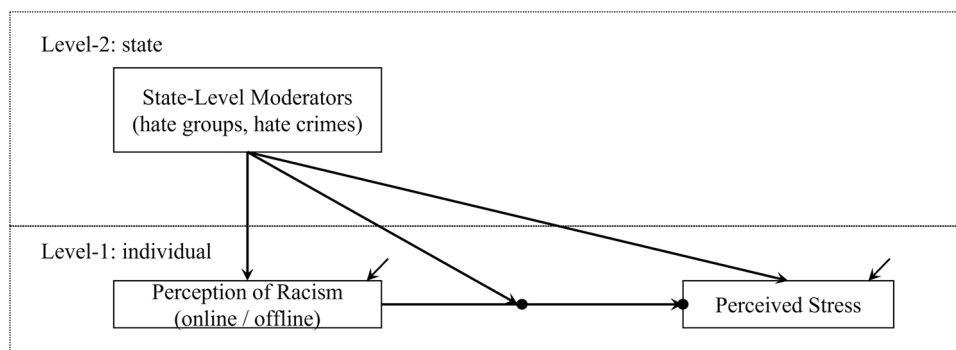 Level-2: state
State-Level Moderators
(hate groups, hate crimes)
Level-1: individual
Perception of Racism
(online / offline)
Perceived Stress